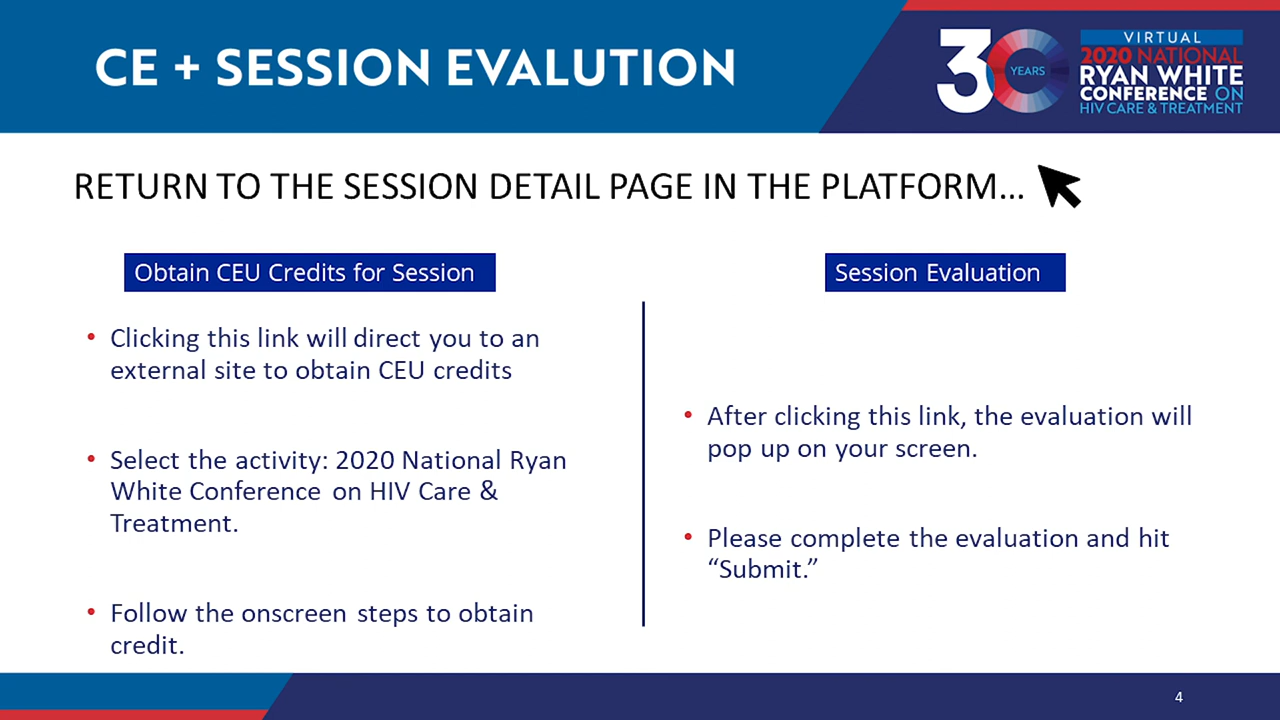 CE + SESSION EVALUTION
30
YEARS
VIRTUAL
2020 NATIONAL
RYAN WHITE
CONFERENCE ON
HIV CARE & TREATMENT
RETURN TO THE SESSION DETAIL PAGE IN THE PLATFORM...
Obtain CEU Credits for Session
• Clicking this link will direct you to an
external site to obtain CEU credits
• Select the activity: 2020 National Ryan
White Conference on HIV Care &
Treatment.
• Follow the onscreen steps to obtain
credit.
Session Evaluation
• After clicking this link, the evaluation will
pop up on your screen.
• Please complete the evaluation and hit
“Submit.”
4